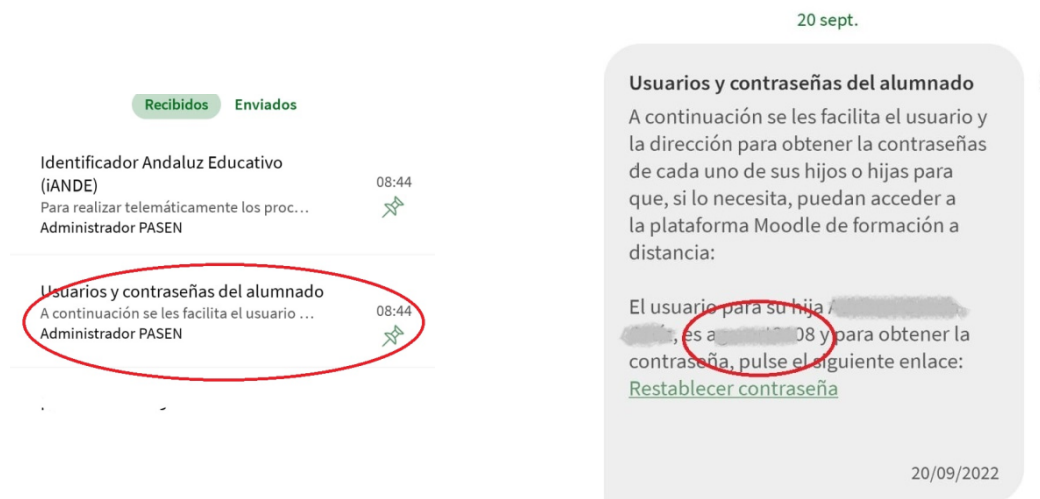 Recibidos Enviados
Identificador Andaluz Educativo
(iANDE)
08:44
Para realizar telemáticamente los proc...
Administrador PASEN
Usuarios y contraseñas del alumnado
A continuación se les facilita el usuario ...
08:44
Administrador PASEN
20 sept.
Usuarios y contraseñas del alumnado
A continuación se les facilita el usuario y
la dirección para obtener la contraseñas
de cada uno de sus hijos o hijas para
que, si lo necesita, puedan acceder a
la plataforma Moodle de formación a
distancia:
El usuario para su hija
, es a 08 y para obtener la
contraseña, pulse el siguiente enlace:
Restablecer contraseña
20/09/2022